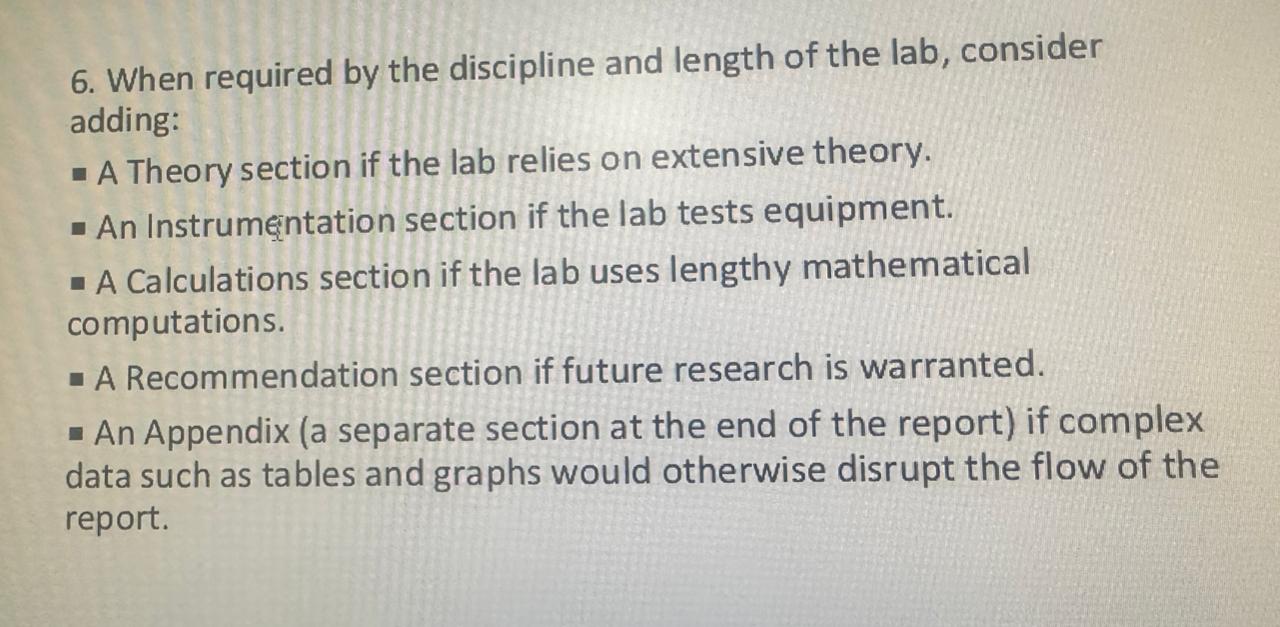 6. When required by the discipline and length of the lab, consider
adding:
▪ A Theory section if the lab relies on extensive theory.
▪ An Instrumentation section if the lab tests equipment.
▪ A Calculations section if the lab uses lengthy mathematical
computations.
▪ A Recommendation section if future research is warranted.
▪ An Appendix (a separate section at the end of the report) if complex
data such as tables and graphs would otherwise disrupt the flow of the
report.